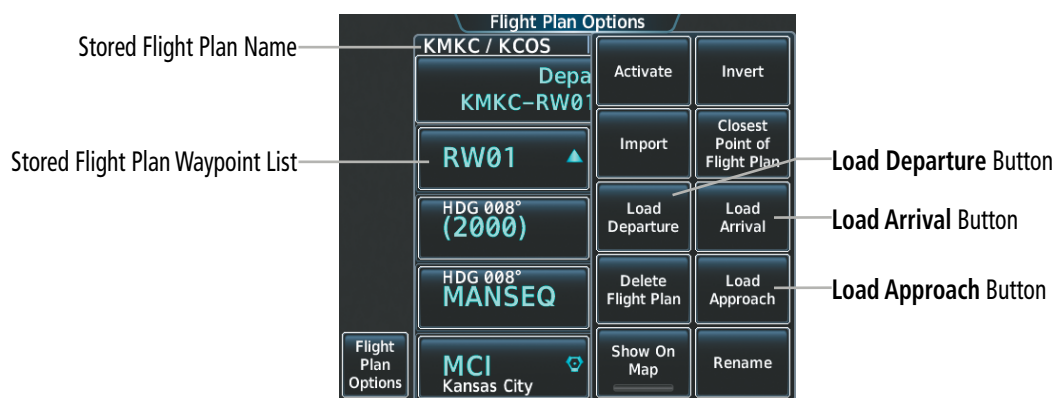 Flight Plan Options
Stored Flight Plan Name
KMKC / KCOS
Depa
KMKC-RW01
Activate
Invert
Stored Flight Plan Waypoint List
RW01
Import
Closest
Point of
Flight Plan
Load Departure Button
HDG 008°
(2000)
Load
Departure
Load
Arrival
Load Arrival Button
HDG 008°
MANSEQ
Delete
Flight Plan
Load
Approach
Load Approach Button
Flight
Plan
Options
MCI
Kansas City
Show On
Map
Rename